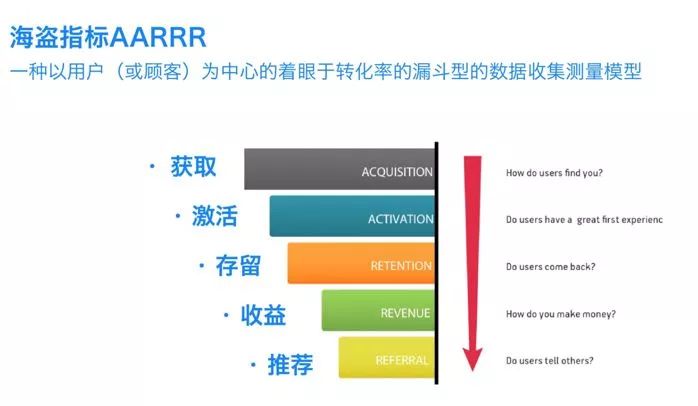 海盗指标AARRR
一种以用户（或顾客）为中心的着眼于转化率的漏斗型的数据收集测量模型
· 获取 ACQUISITION How do users find you?
· 激活 ACTIVATION Do users have a great first experienc
· 存留 RETENTION Do users come back?
· 收益 REVENUE How do you make money?
· 推荐 REFERRAL Do users tell others?